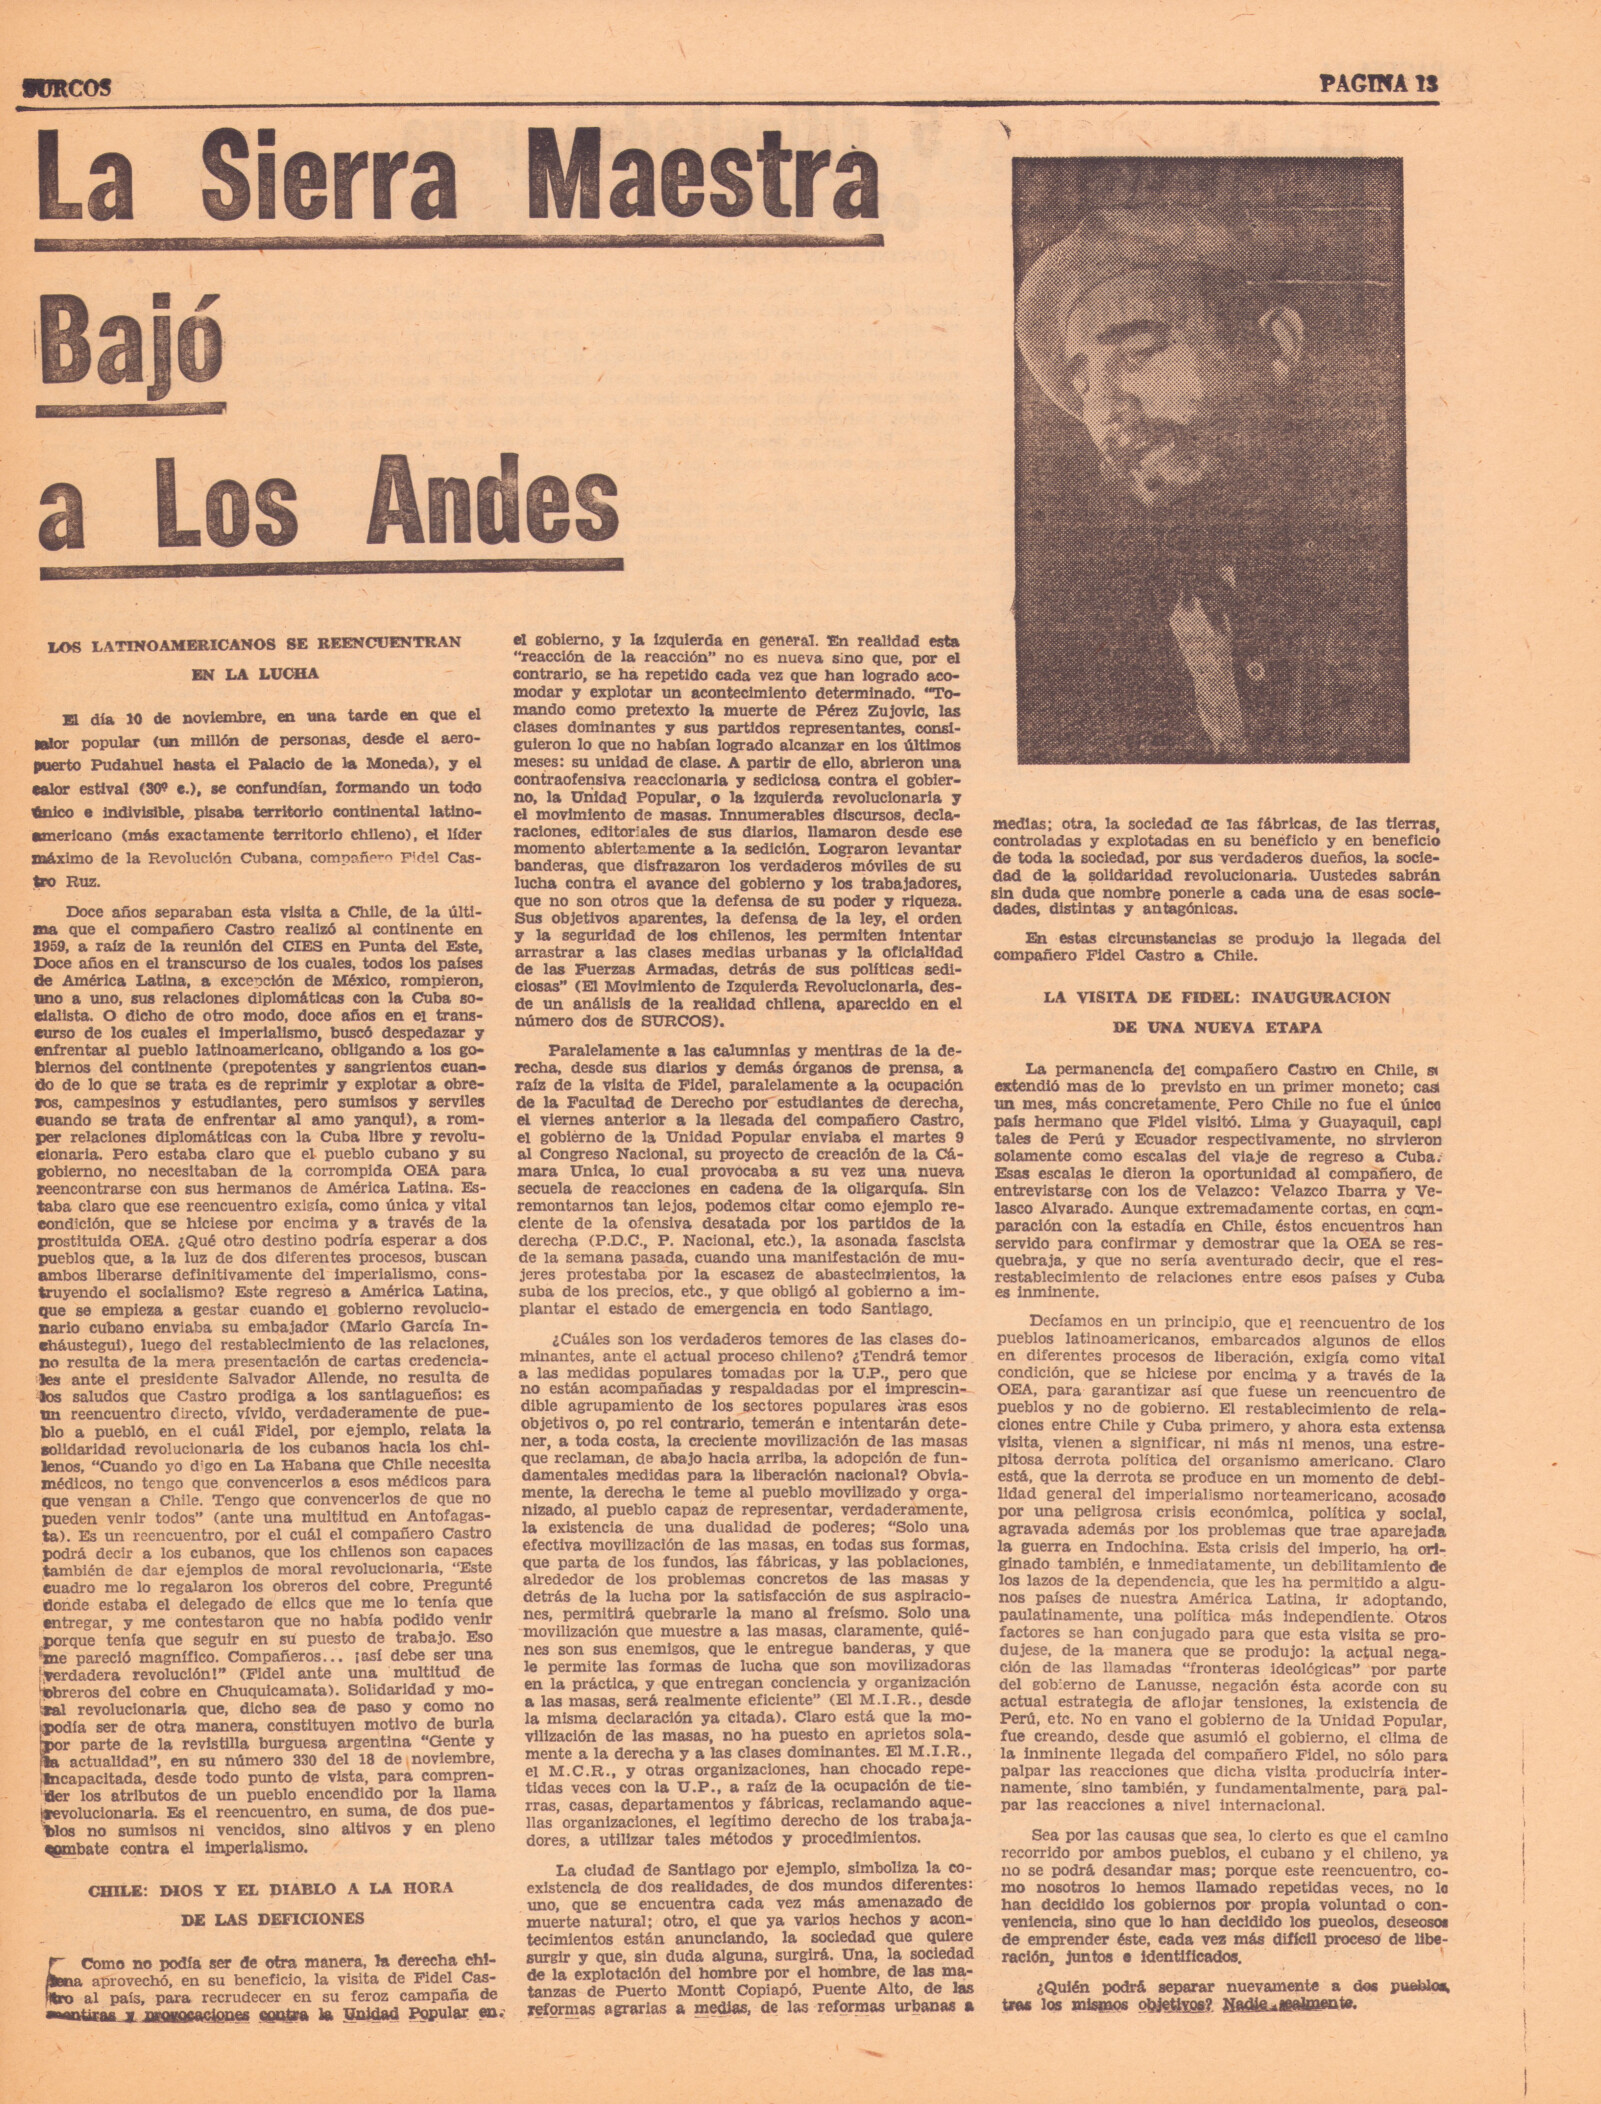 SURCOS
PAGINA 13
La Sierra Maestra
Bajó
a Los Andes
LOS LATINOAMERICANOS SE REENCUENTRAN
EN LA LUCHA
El día 10 de noviembre, en una tarde en que el
calor popular (un millón de personas, desde el aero-
puerto Pudahuel hasta el Palacio de la Moneda), y el
calor estival (30º c.), se confundían, formando un todo
único e indivisible, pisaba territorio continental latino-
americano (más exactamente territorio chileno), el líder
máximo de la Revolución Cubana, compañero Fidel Cas-
tro Ruz.
Doce años separaban esta visita a Chile, de la últi-
ma que el compañero Castro realizó al continente en
1959, a raíz de la reunión del CIES en Punta del Este,
Doce años en el transcurso de los cuales, todos los países
de América Latina, a excepción de México, rompieron,
uno a uno, sus relaciones diplomáticas con la Cuba so-
cialista. O dicho de otro modo, doce años en el trans-
curso de los cuales el imperialismo, buscó despedazar y
enfrentar al pueblo latinoamericano, obligando a los go-
biernos del continente (prepotentes y sangrientos cuan-
do de lo que se trata es de reprimir y explotar a obre-
ros, campesinos y estudiantes, pero sumisos y serviles
cuando se trata de enfrentar al amo yanqui), a rom-
per relaciones diplomáticas con la Cuba libre y revolu-
cionaria. Pero estaba claro que el pueblo cubano y su
gobierno, no necesitaban de la corrompida OEA para
reencontrarse con sus hermanos de América Latina. Es-
taba claro que ese reencuentro exigía, como única y vital
condición, que se hiciese por encima y a través de la
prostituida OEA. ¿Qué otro destino podría esperar a dos
pueblos que, a la luz de dos diferentes procesos, buscan
ambos liberarse definitivamente del imperialismo, cons-
truyendo el socialismo? Este regreso a América Latina,
que se empieza a gestar cuando el gobierno revolucio-
nario cubano enviaba su embajador (Mario García In-
cháustegui), luego del restablecimiento de las relaciones,
no resulta de la mera presentación de cartas credencia-
les ante el presidente Salvador Allende, no resulta de
los saludos que Castro prodiga a los santiagueños: es
un reencuentro directo, vívido, verdaderamente de pue-
blo a pueblo, en el cuál Fidel, por ejemplo, relata la
solidaridad revolucionaria de los cubanos hacia los chi-
lenos, "Cuando yo digo en La Habana que Chile necesita
médicos, no tengo que convencerlos a esos médicos para
que vengan a Chile. Tengo que convencerlos de que no
pueden venir todos" (ante una multitud en Antofagas-
ta). Es un reencuentro, por el cuál el compañero Castro
podrá decir a los cubanos, que los chilenos son capaces
también de dar ejemplos de moral revolucionaria, "Este
cuadro me lo regalaron los obreros del cobre. Pregunté
donde estaba el delegado de ellos que me lo tenía que
entregar, y me contestaron que no había podido venir
porque tenía que seguir en su puesto de trabajo. Eso
me pareció magnífico. Compañeros... ¡así debe ser una
verdadera revolución!" (Fidel ante una multitud de
obreros del cobre en Chuquicamata). Solidaridad y mo-
ral revolucionaria que, dicho sea de paso y como no
podía ser de otra manera, constituyen motivo de burla
por parte de la revistilla burguesa argentina "Gente y
la actualidad", en su número 330 del 18 de noviembre,
incapacitada, desde todo punto de vista, para compren-
der los atributos de un pueblo encendido por la llama
revolucionaria. Es el reencuentro, en suma, de dos pue-
blos no sumisos ni vencidos, sino altivos y en pleno
combate contra el imperialismo.
CHILE: DIOS Y EL DIABLO A LA HORA
DE LAS DEFICIONES
Como no podía ser de otra manera, la derecha chi-
lena aprovechó, en su beneficio, la visita de Fidel Cas-
tro al país, para recrudecer en su feroz campaña de
mentiras y provocaciones contra la Unidad Popular en
el gobierno, y la izquierda en general. En realidad esta
"reacción de la reacción" no es nueva sino que, por el
contrario, se ha repetido cada vez que han logrado aco-
modar y explotar un acontecimiento determinado. "To-
mando como pretexto la muerte de Pérez Zujovic, las
clases dominantes y sus partidos representantes, consi-
guieron lo que no habían logrado alcanzar en los últimos
meses: su unidad de clase. A partir de ello, abrieron una
contraofensiva reaccionaria y sediciosa contra el gobier-
no, la Unidad Popular, o la izquierda revolucionaria y
el movimiento de masas. Innumerables discursos, decla-
raciones, editoriales de sus diarios, llamaron desde ese
momento abiertamente a la sedición. Lograron levantar
banderas, que disfrazaron los verdaderos móviles de su
lucha contra el avance del gobierno y los trabajadores,
que no son otros que la defensa de su poder y riqueza.
Sus objetivos aparentes, la defensa de la ley, el orden
y la seguridad de los chilenos, les permiten intentar
arrastrar a las clases medias urbanas y la oficialidad
de las Fuerzas Armadas, detrás de sus políticas sedi-
ciosas" (El Movimiento de Izquierda Revolucionaria, des-
de un análisis de la realidad chilena, aparecido en el
número dos de SURCOS).
Paralelamente a las calumnias y mentiras de la de-
recha, desde sus diarios y demás órganos de prensa, a
raíz de la visita de Fidel, paralelamente a la ocupación
de la Facultad de Derecho por estudiantes de derecha,
el viernes anterior a la llegada del compañero Castro,
el gobierno de la Unidad Popular enviaba el martes 9
al Congreso Nacional, su proyecto de creación de la Cá-
mara Unica, lo cual provocaba a su vez una nueva
secuela de reacciones en cadena de la oligarquía. Sin
remontarnos tan lejos, podemos citar como ejemplo re-
ciente de la ofensiva desatada por los partidos de la
derecha (P.D.C., P. Nacional, etc.), la asonada fascista
de la semana pasada, cuando una manifestación de mu-
jeres protestaba por la escasez de abastecimientos, la
suba de los precios, etc., y que obligó al gobierno a im-
plantar el estado de emergencia en todo Santiago.
¿Cuáles son los verdaderos temores de las clases do-
minantes, ante el actual proceso chileno? ¿Tendrá temor
a las medidas populares tomadas por la U.P., pero que
no están acompañadas y respaldadas por el imprescin-
dible agrupamiento de los sectores populares tras esos
objetivos o, po rel contrario, temerán e intentarán dete-
ner, a toda costa, la creciente movilización de las masas
que reclaman, de abajo hacia arriba, la adopción de fun-
damentales medidas para la liberación nacional? Obvia-
mente, la derecha le teme al pueblo movilizado y orga-
nizado, al pueblo capaz de representar, verdaderamente,
la existencia de una dualidad de poderes; "Solo una
efectiva movilización de las masas, en todas sus formas,
que parta de los fundos, las fábricas, y las poblaciones,
alrededor de los problemas concretos de las masas y
detrás de la lucha por la satisfacción de sus aspiracio-
nes, permitirá quebrarle la mano al freísmo. Solo una
movilización que muestre a las masas, claramente, quié-
nes son sus enemigos, que le entregue banderas, y que
le permite las formas de lucha que son movilizadoras
en la práctica, y que entregan conciencia y organización
a las masas, será realmente eficiente" (El M.I.R., desde
la misma declaración ya citada). Claro está que la mo-
vilización de las masas, no ha puesto en aprietos sola-
mente a la derecha y a las clases dominantes. El M.I.R.,
el M.C.R., y otras organizaciones, han chocado repe-
tidas veces con la U.P., a raíz de la ocupación de tie-
rras, casas, departamentos y fábricas, reclamando aque-
llas organizaciones, el legítimo derecho de los trabaja-
dores, a utilizar tales métodos y procedimientos.
La ciudad de Santiago por ejemplo, simboliza la co-
existencia de dos realidades, de dos mundos diferentes:
uno, que se encuentra cada vez más amenazado de
muerte natural; otro, el que ya varios hechos y acon-
tecimientos están anunciando, la sociedad que quiere
surgir y que, sin duda alguna, surgirá. Una, la sociedad
de la explotación del hombre por el hombre, de las ma-
tanzas de Puerto Montt Copiapó, Puente Alto, de las
reformas agrarias a medias, de las reformas urbanas a
medias; otra, la sociedad de las fábricas, de las tierras,
controladas y explotadas en su beneficio y en beneficio
de toda la sociedad, por sus verdaderos dueños, la socie-
dad de la solidaridad revolucionaria. Uustedes sabrán
sin duda que nombre ponerle a cada una de esas socie-
dades, distintas y antagónicas.
En estas circunstancias se produjo la llegada del
compañero Fidel Castro a Chile.
LA VISITA DE FIDEL: INAUGURACION
DE UNA NUEVA ETAPA
La permanencia del compañero Castro en Chile, se
extendió mas de lo previsto en un primer moneto; casi
un mes, más concretamente. Pero Chile no fue el único
país hermano que Fidel visitó. Lima y Guayaquil, capi
tales de Perú y Ecuador respectivamente, no sirvieron
solamente como escalas del viaje de regreso a Cuba.
Esas escalas le dieron la oportunidad al compañero, de
entrevistarse con los de Velazco: Velazco Ibarra y Ve-
lasco Alvarado. Aunque extremadamente cortas, en com-
paración con la estadía en Chile, éstos encuentros han
servido para confirmar y demostrar que la OEA se res-
quebraja, y que no sería aventurado decir, que el res-
restablecimiento de relaciones entre esos países y Cuba
es inminente.
Decíamos en un principio, que el reencuentro de los
pueblos latinoamericanos, embarcados algunos de ellos
en diferentes procesos de liberación, exigía como vital
condición, que se hiciese por encima y a través de la
OEA, para garantizar así que fuese un reencuentro de
pueblos y no de gobierno. El restablecimiento de rela-
ciones entre Chile y Cuba primero, y ahora esta extensa
visita, vienen a significar, ni más ni menos, una estre-
pitosa derrota política del organismo americano. Claro
está, que la derrota se produce en un momento de debi-
lidad general del imperialismo norteamericano, acosado
por una peligrosa crisis económica, política y social,
agravada además por los problemas que trae aparejada
la guerra en Indochina. Esta crisis del imperio, ha ori-
ginado también, e inmediatamente, un debilitamiento de
los lazos de la dependencia, que les ha permitido a algu-
nos países de nuestra América Latina, ir adoptando,
paulatinamente, una política más independiente. Otros
factores se han conjugado para que esta visita se pro-
dujese, de la manera que se produjo: la actual nega-
ción de las llamadas "fronteras ideológicas" por parte
del gobierno de Lanusse, negación ésta acorde con su
actual estrategia de aflojar tensiones, la existencia de
Perú, etc. No en vano el gobierno de la Unidad Popular,
fue creando, desde que asumió el gobierno, el clima de
la inminente llegada del compañero Fidel, no sólo para
palpar las reacciones que dicha visita produciría inter-
namente, sino también, y fundamentalmente, para pal-
par las reacciones a nivel internacional.
Sea por las causas que sea, lo cierto es que el camino
recorrido por ambos pueblos, el cubano y el chileno, ya
no se podrá desandar mas; porque este reencuentro, co-
mo nosotros lo hemos llamado repetidas veces, no lo
han decidido los gobiernos por propia voluntad o con-
veniencia, sino que lo han decidido los pueolos, deseosos
de emprender éste, cada vez más difícil proceso de libe-
ración, juntos e identificados.
¿Quién podrá separar nuevamente a dos pueblos,
tras los mismos objetivos? Nadie realmente.